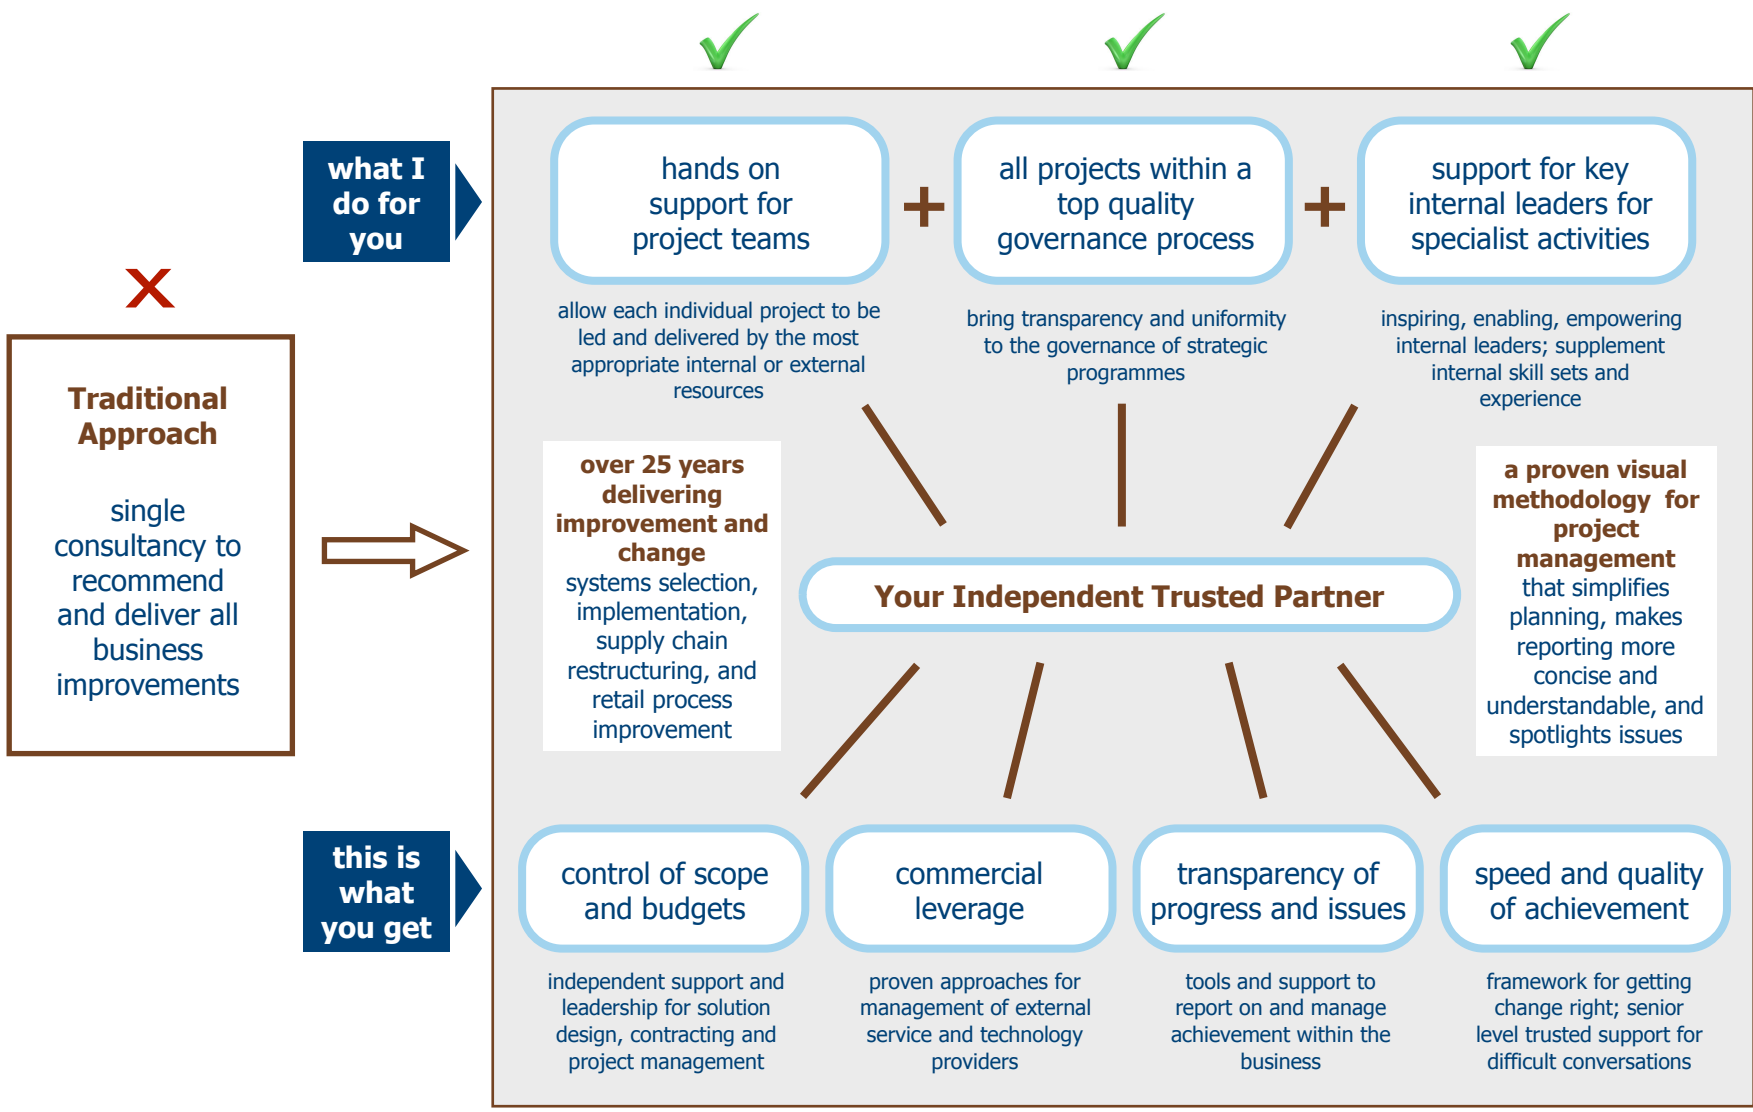 what I
do for
you
hands on
support for
project teams
+
all projects within a
top quality
governance process
+
support for key
internal leaders for
specialist activities
allow each individual project to be
led and delivered by the most
appropriate internal or external
resources
bring transparency and uniformity
to the governance of strategic
programmes
inspiring, enabling, empowering
internal leaders; supplement
internal skill sets and
experience
Traditional
Approach
single
consultancy to
recommend
and deliver all
business
improvements
over 25 years
delivering
improvement and
change
systems selection,
implementation,
supply chain
restructuring, and
retail process
improvement
Your Independent Trusted Partner
a proven visual
methodology for
project
management
that simplifies
planning, makes
reporting more
concise and
understandable, and
spotlights issues
this is
what
you get
control of scope
and budgets
commercial
leverage
transparency of
progress and issues
speed and quality
of achievement
independent support and
leadership for solution
design, contracting and
project management
proven approaches for
management of external
service and technology
providers
tools and support to
report on and manage
achievement within the
business
framework for getting
change right; senior
level trusted support for
difficult conversations